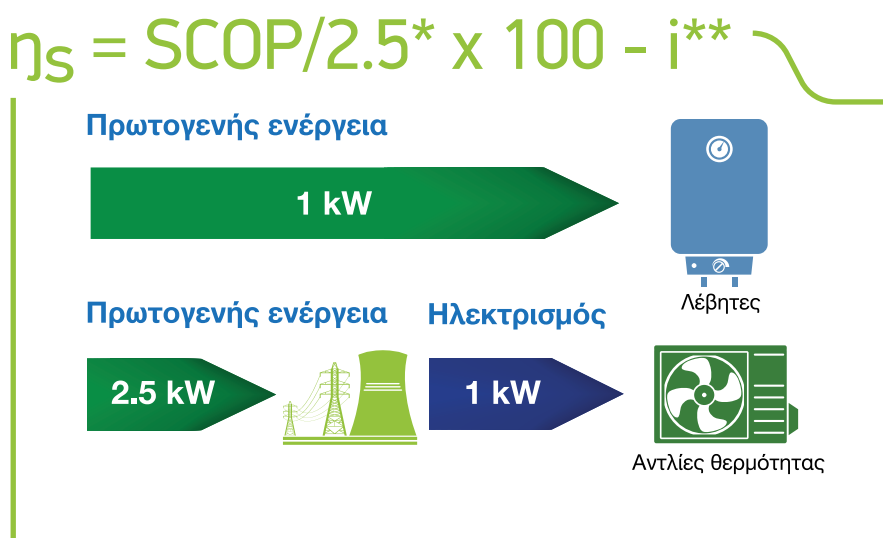 ηs = SCOP/2.5* x 100 - i**
Πρωτογενής ενέργεια
1 kW
Λέβητες
Πρωτογενής ενέργεια
Ηλεκτρισμός
2.5 kW
1 kW
Αντλίες θερμότητας